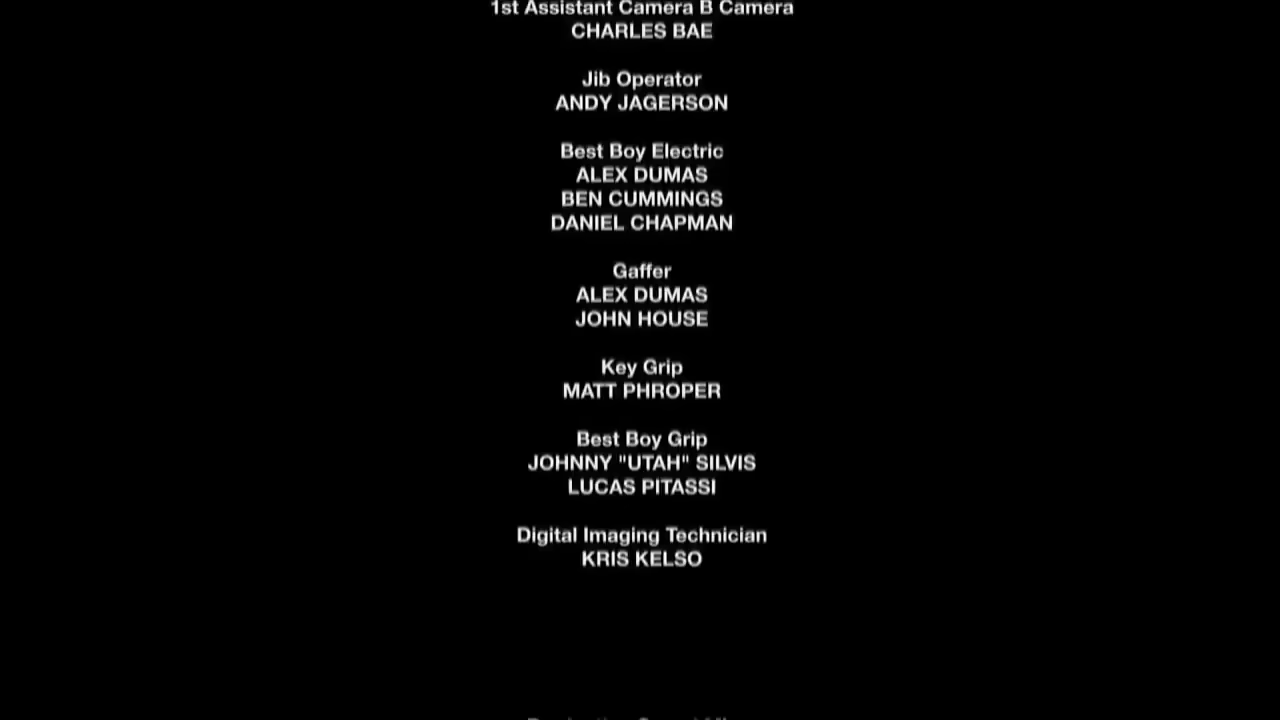 1st Assistant Camera B Camera
CHARLES BAE
Jib Operator
ANDY JAGERSON
Best Boy Electric
ALEX DUMAS
BEN CUMMINGS
DANIEL CHAPMAN
Gaffer
ALEX DUMAS
JOHN HOUSE
Key Grip
MATT PHROPER
Best Boy Grip
JOHNNY "UTAH" SILVIS
LUCAS PITASSI
Digital Imaging Technician
KRIS KELSO